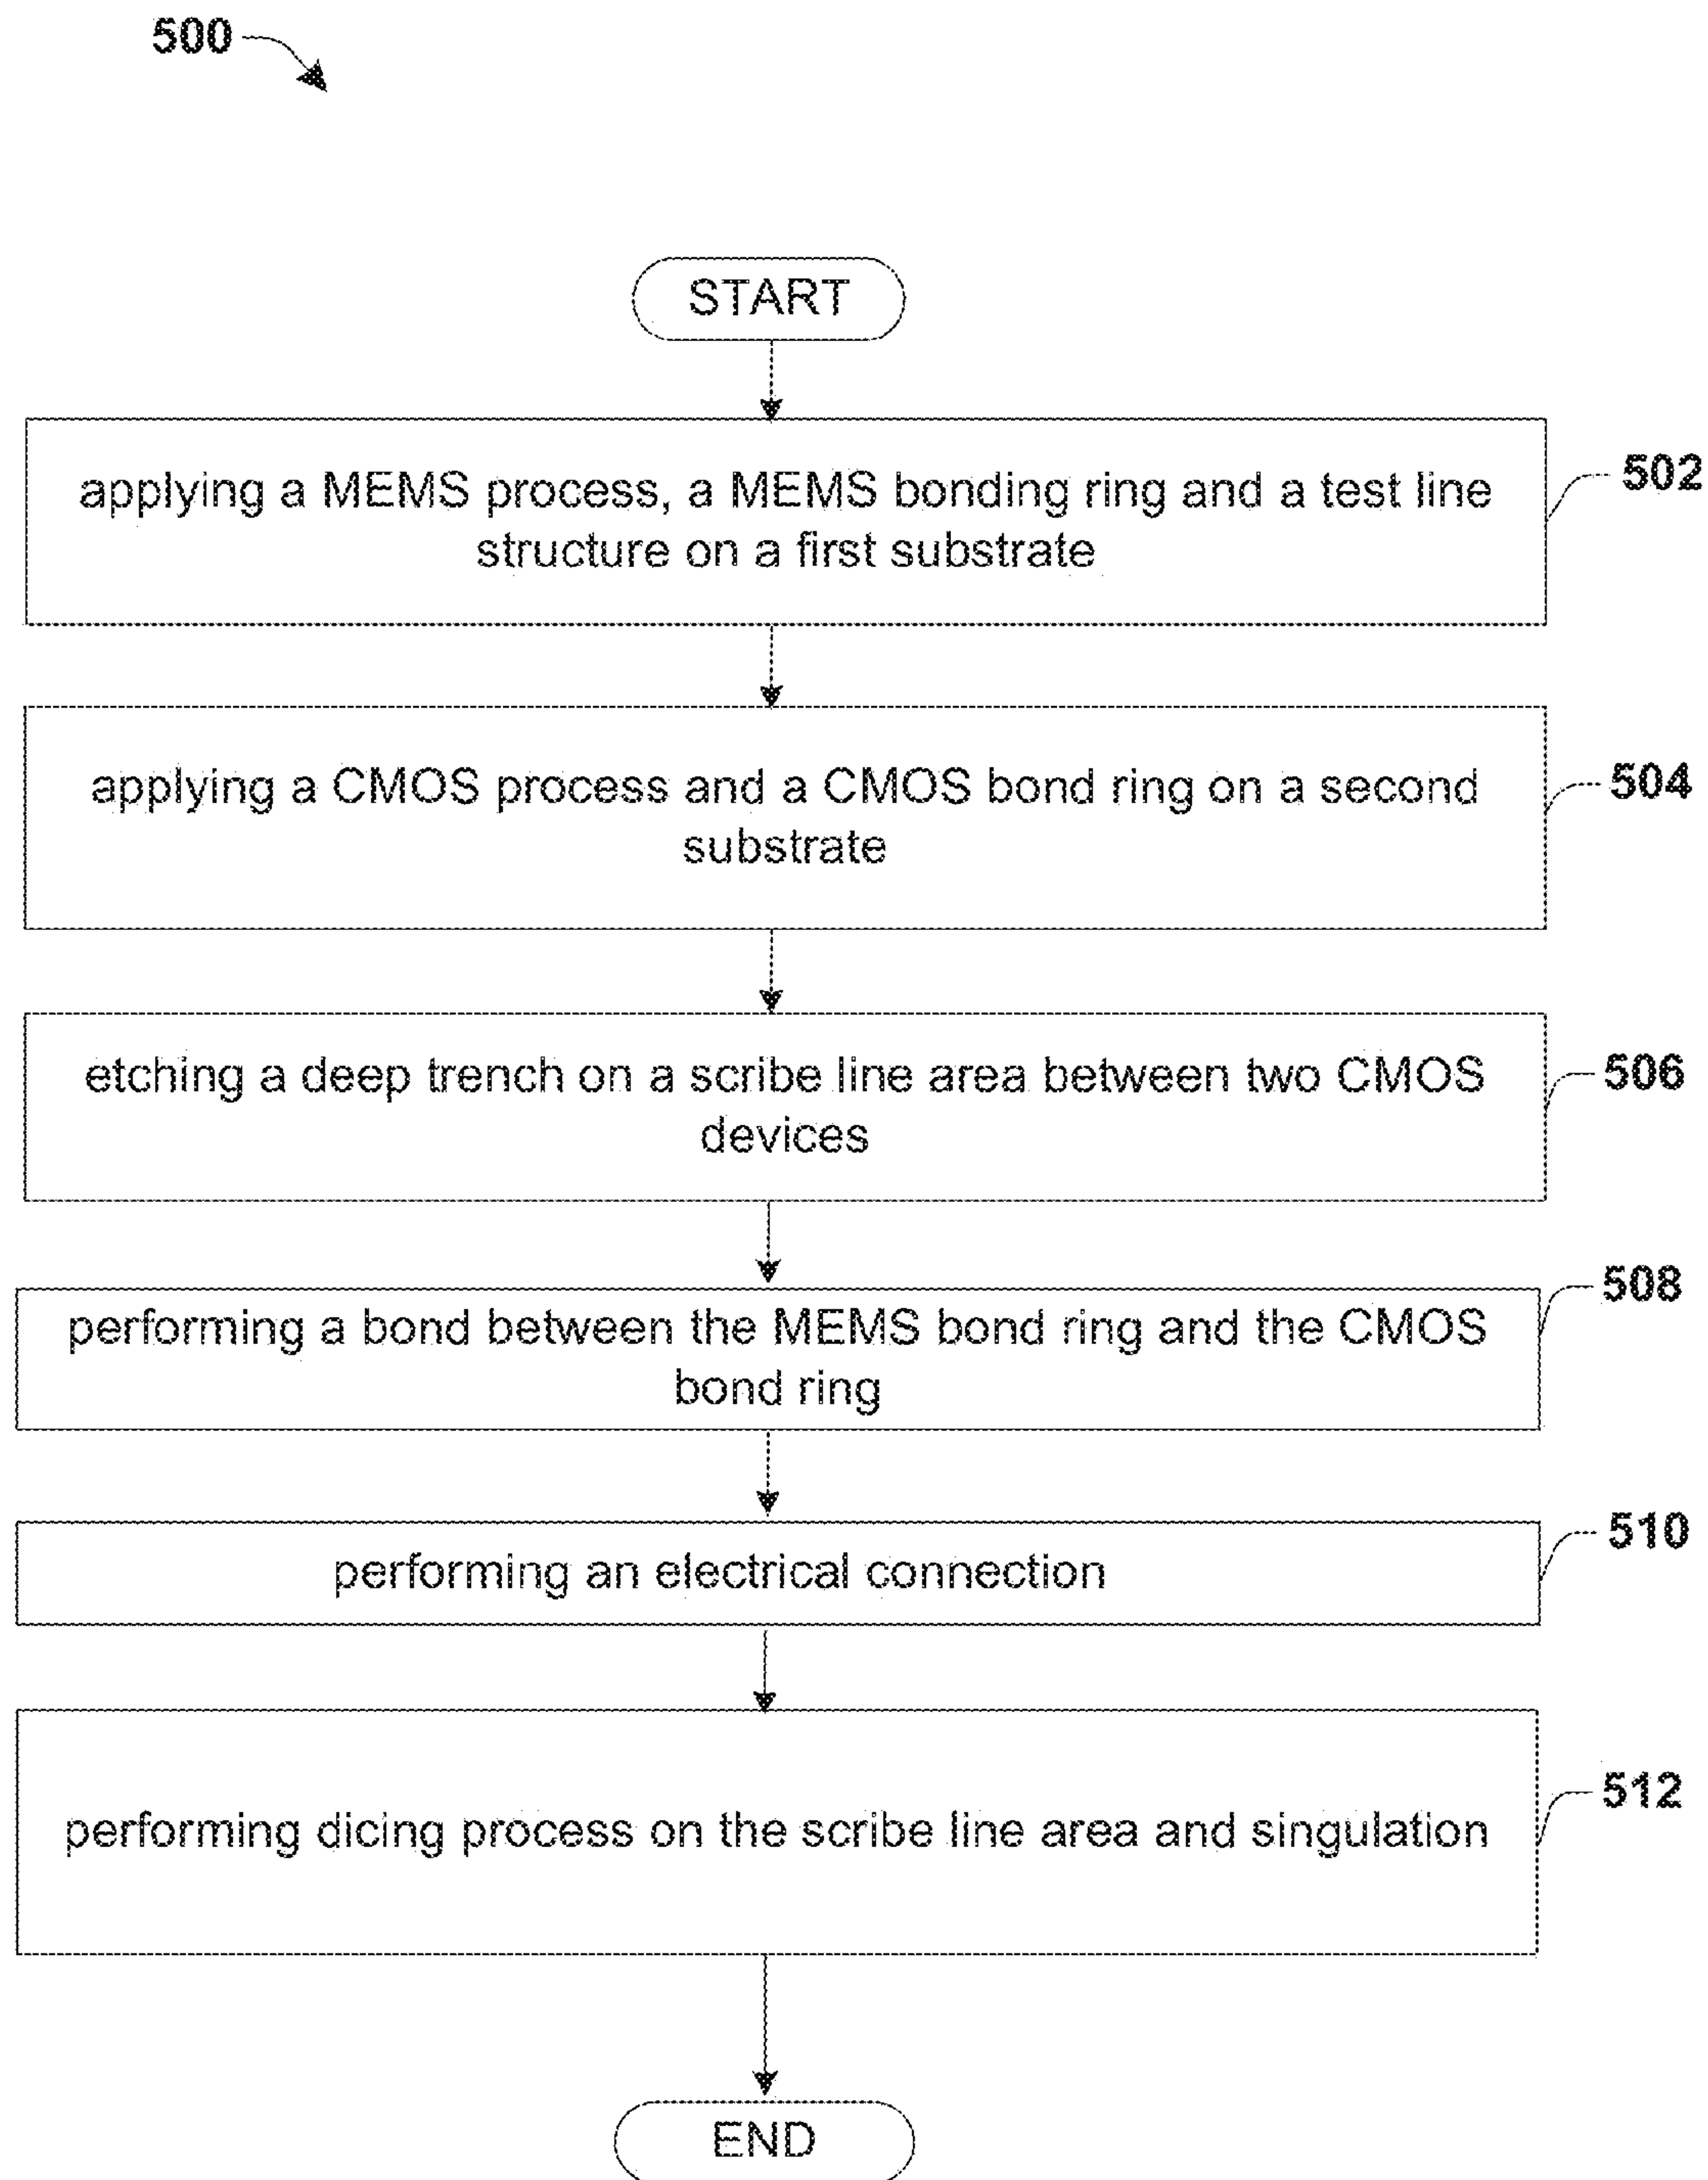 500
START
applying a MEMS process, a MEMS bonding ring and a test line
structure on a first substrate
502
applying a CMOS process and a CMOS bond ring on a second
substrate
504
etching a deep trench on a scribe line area between two CMOS
devices
506
performing a bond between the MEMS bond ring and the CMOS
bond ring
508
performing an electrical connection
510
performing dicing process on the scribe line area and singulation
512
END